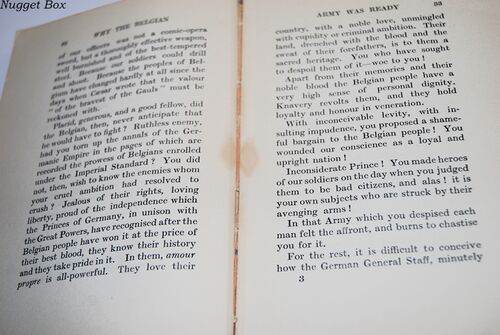 Nugget Box
WHY THE BELGIAN
of our officers was not a comic-opera
sword, but a thoroughly effective weapon,
well burnished and of the best-tempered
steel. Because our soldiers could drill
and shoot. Because the peoples of Bel-
gium have changed hardly at all since the
days when Cæsar wrote that the valour
of "the bravest of the Gauls" must be
reckoned with.
Placid, generous, and a good fellow, did
the Belgian, then, never anticipate that
he would have to fight? Ruthless enemy,
had you torn up the annals of the Ger-
manic Empire in the pages of which are
recorded the prowess of Belgians enrolled
under the Imperial Standard? You did
not, then, wish to know the enemies whom
your cruel ambition had resolved to
crush? Jealous of their rights, loving
liberty, proud of the independence which
the Princes of Germany, in unison with
the Great Powers, have recognised after the
Belgian people have won it at the price of
their best blood, they know their history
and they take pride in it. In them, amour
propre is all-powerful. They love their
ARMY WAS READY 33
country, with a noble love, unmingled
with cupidity or criminal ambition. Their
land, drenched with the blood and the
sweat of their forefathers, is to them a
sacred heritage. You who have sought
to despoil them of it—woe to you!
Apart from their memories and their
noble blood the Belgian people have a
very high sense of personal dignity.
Knavery revolts them, and they hold
loyalty and honour in veneration.
With inconceivable levity, with in-
sulting impudence, you proposed a shame-
ful bargain to the Belgian people! You
wounded our conscience as a loyal and
upright nation!
Inconsiderate Prince! You made heroes
of our soldiers on the day when you judged
them to be bad citizens, and alas! it is
your own subjects who are struck by their
avenging arms!
In that Army which you despised each
man felt the affront, and burns to chastise
you for it.
For the rest, it is difficult to conceive
how the German General Staff, minutely
3